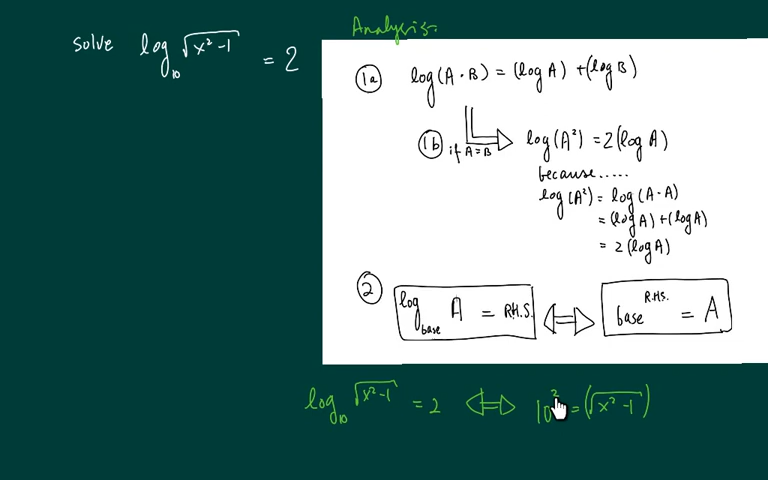 Analysis.
solve log₁₀ √(x²-1) = 2
1a log(A·B) = (log A) + (log B)
1b if A=B log(A²) = 2(log A)
because.....
log(A²) = log(A·A)
= (log A) + (log A)
= 2 (log A)
2 log_base A = R.H.S. ⇔ base^R.H.S. = A
log₁₀ √(x²-1) = 2 ⇔ 10² = (√(x²-1))